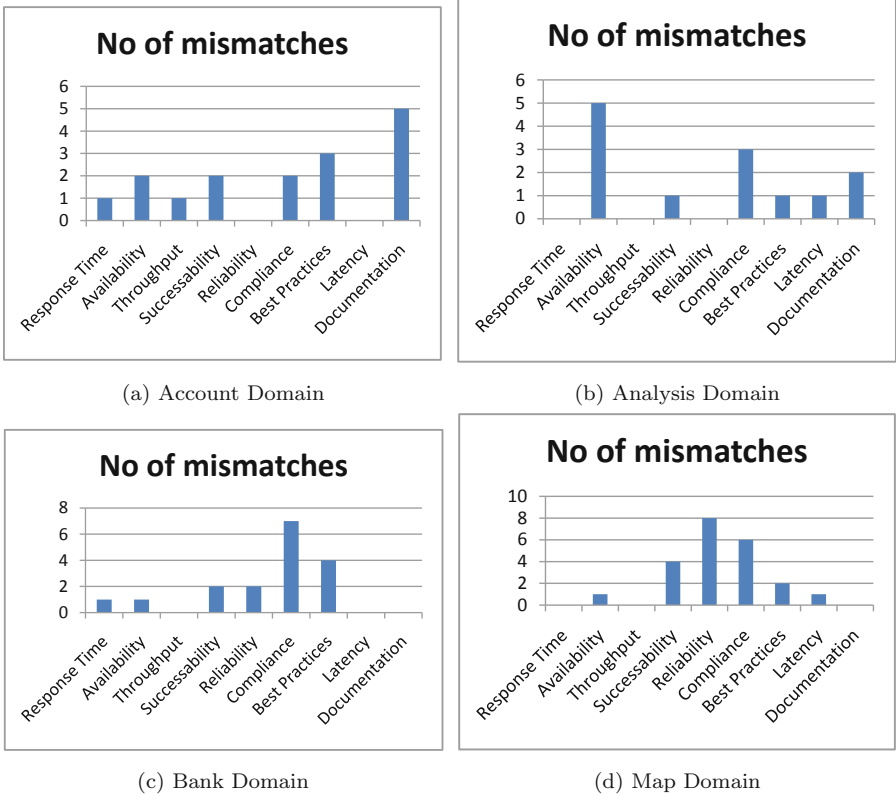 No of mismatches
6
5
4
3
2
1
0
Response Time
Availability
Throughput
Successability
Reliability
Compliance
Best Practices
Latency
Documentation
(a) Account Domain
No of mismatches
6
5
4
3
2
1
0
Response Time
Availability
Throughput
Successability
Reliability
Compliance
Best Practices
Latency
Documentation
(b) Analysis Domain
No of mismatches
8
6
4
2
0
Response Time
Availability
Throughput
Successability
Reliability
Compliance
Best Practices
Latency
Documentation
(c) Bank Domain
No of mismatches
10
8
6
4
2
0
Response Time
Availability
Throughput
Successability
Reliability
Compliance
Best Practices
Latency
Documentation
(d) Map Domain